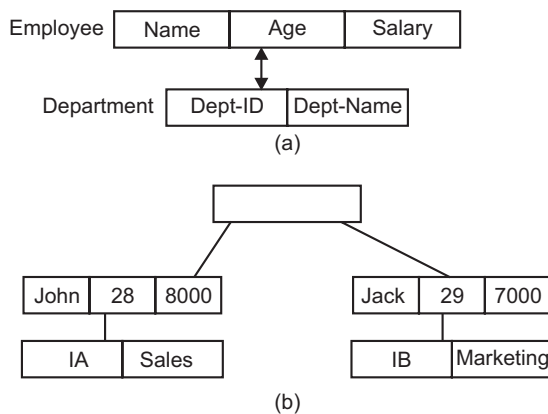 Employee Name Age Salary
Department Dept-ID Dept-Name
(a)
John 28 8000 Jack 29 7000
IA Sales IB Marketing
(b)